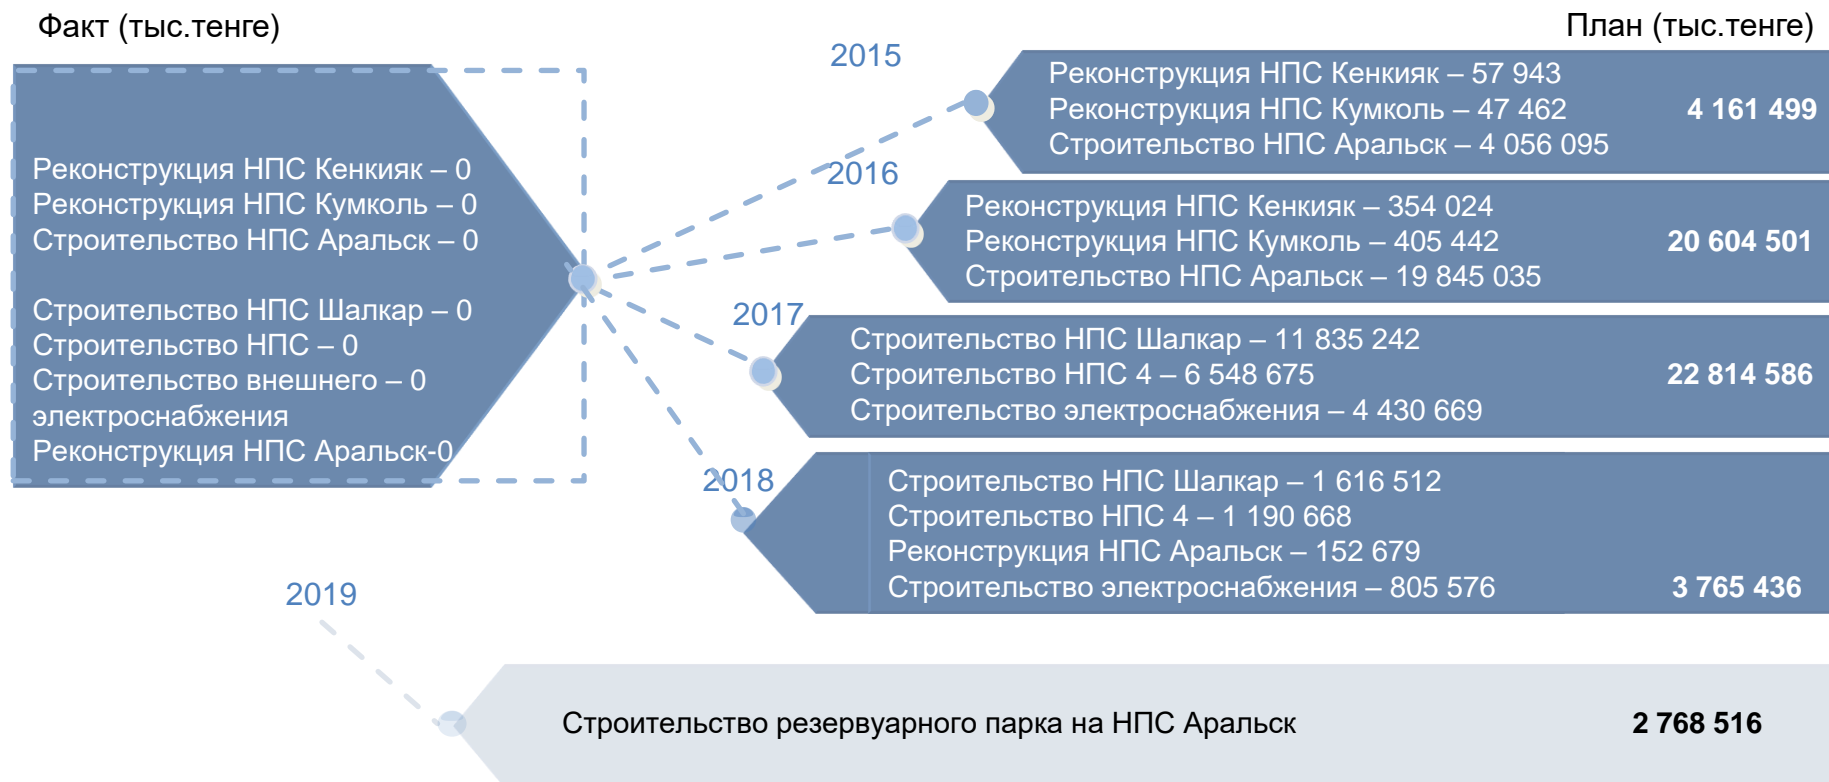 Факт (тыс.тенге)
План (тыс.тенге)
Реконструкция НПС Кенкияк – 0
Реконструкция НПС Кумколь – 0
Строительство НПС Аральск – 0
Строительство НПС Шалкар – 0
Строительство НПС – 0
Строительство внешнего – 0
электроснабжения
Реконструкция НПС Аральск-0
2015
Реконструкция НПС Кенкияк – 57 943
Реконструкция НПС Кумколь – 47 462
4 161 499
Строительство НПС Аральск – 4 056 095
2016
Реконструкция НПС Кенкияк – 354 024
Реконструкция НПС Кумколь – 405 442
20 604 501
Строительство НПС Аральск – 19 845 035
2017
Строительство НПС Шалкар – 11 835 242
Строительство НПС 4 – 6 548 675
22 814 586
Строительство электроснабжения – 4 430 669
2018
Строительство НПС Шалкар – 1 616 512
Строительство НПС 4 – 1 190 668
Реконструкция НПС Аральск – 152 679
Строительство электроснабжения – 805 576
3 765 436
2019
Строительство резервуарного парка на НПС Аральск
2 768 516